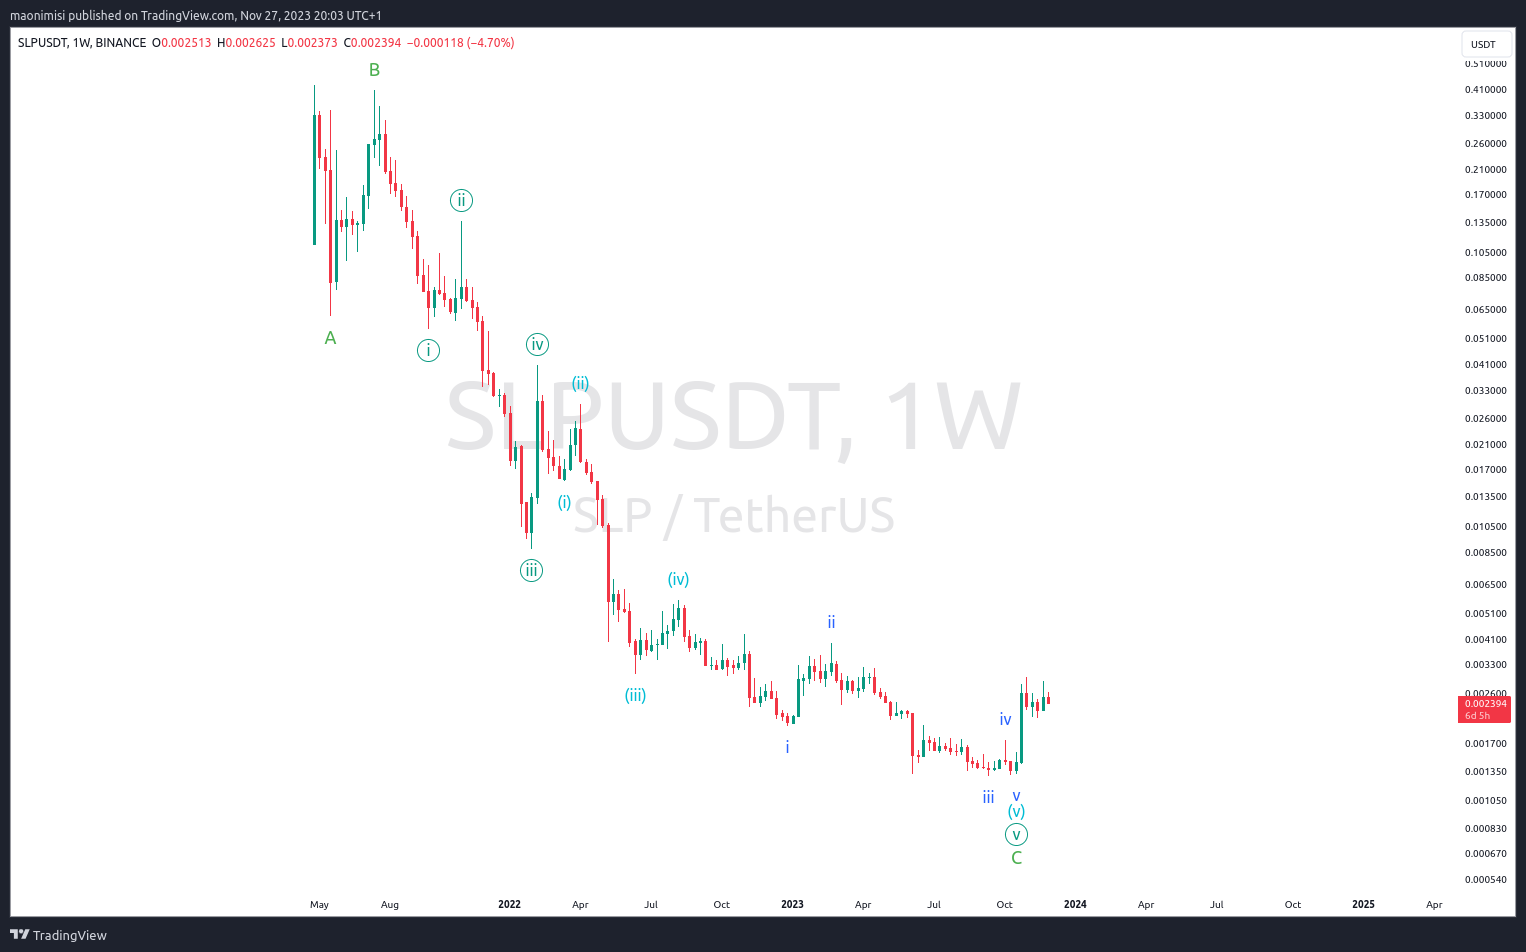 maonimisi published on TradingView.com, Nov 27, 2023 20:03 UTC+1
SLPUSDT, 1W, BINANCE O0.002513 H0.002625 L0.002373 C0.002394 −0.000118 (−4.70%)
USDT
0.510000
0.410000
0.330000
0.260000
0.210000
0.170000
0.135000
0.105000
0.085000
0.065000
0.051000
0.041000
0.033000
0.026000
0.021000
0.017000
0.013500
0.010500
0.008500
0.006500
0.005100
0.004100
0.003300
0.002600
0.002394
6d 5h
0.001700
0.001350
0.001050
0.000830
0.000670
0.000540
B
ii
A
i
iv
(ii)
SLPUSDT, 1W
(i)
SLP / TetherUS
iii
(iv)
ii
(iii)
iv
i
iii
v
(v)
v
C
May Aug 2022 Apr Jul Oct 2023 Apr Jul Oct 2024 Apr Jul Oct 2025 Apr
TradingView